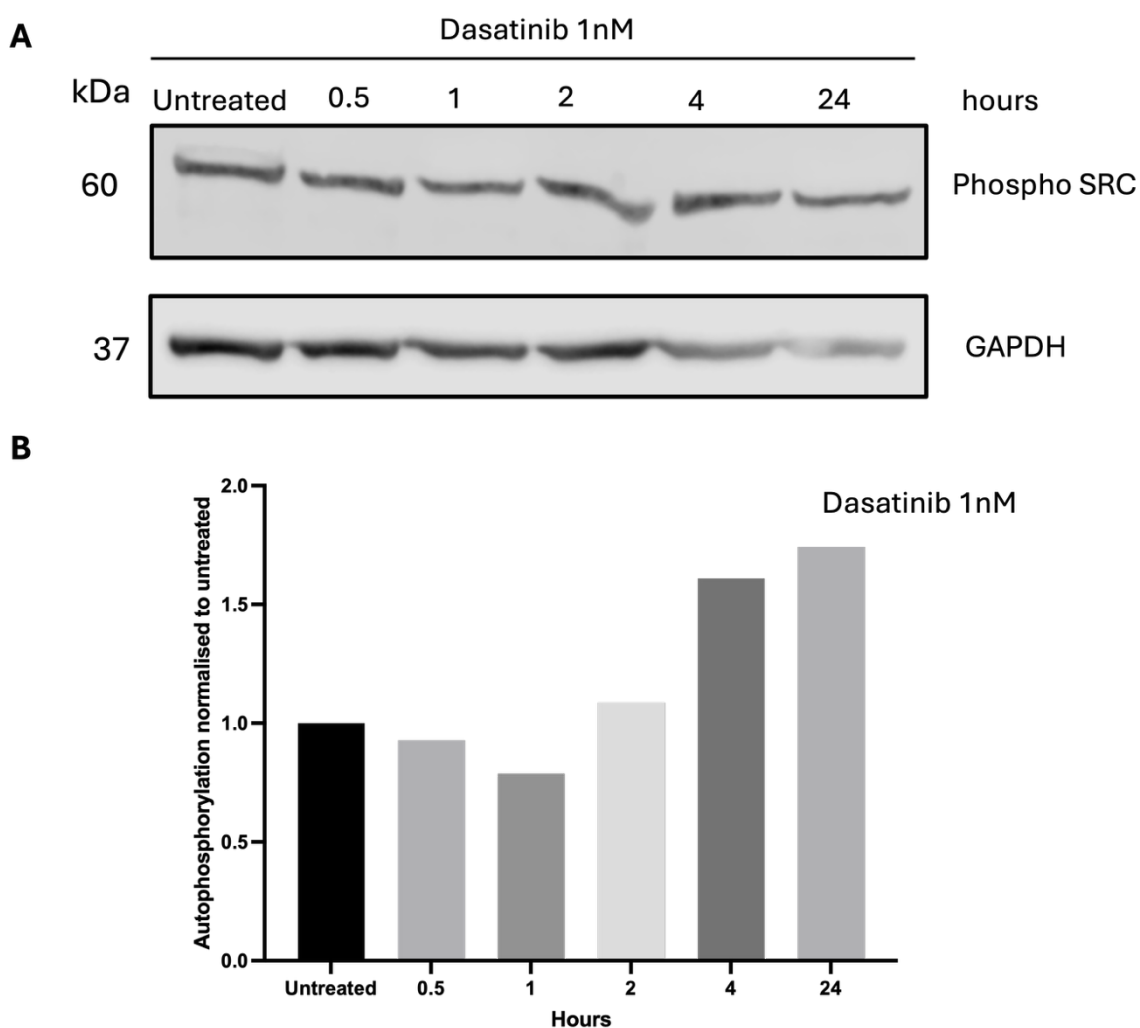 A
Dasatinib 1nM
kDa Untreated 0.5 1 2 4 24 hours
60 Phospho SRC
37 GAPDH
B
Dasatinib 1nM
Autophosphorylation normalised to untreated
2.0
1.5
1.0
0.5
0.0
Untreated 0.5 1 2 4 24
Hours